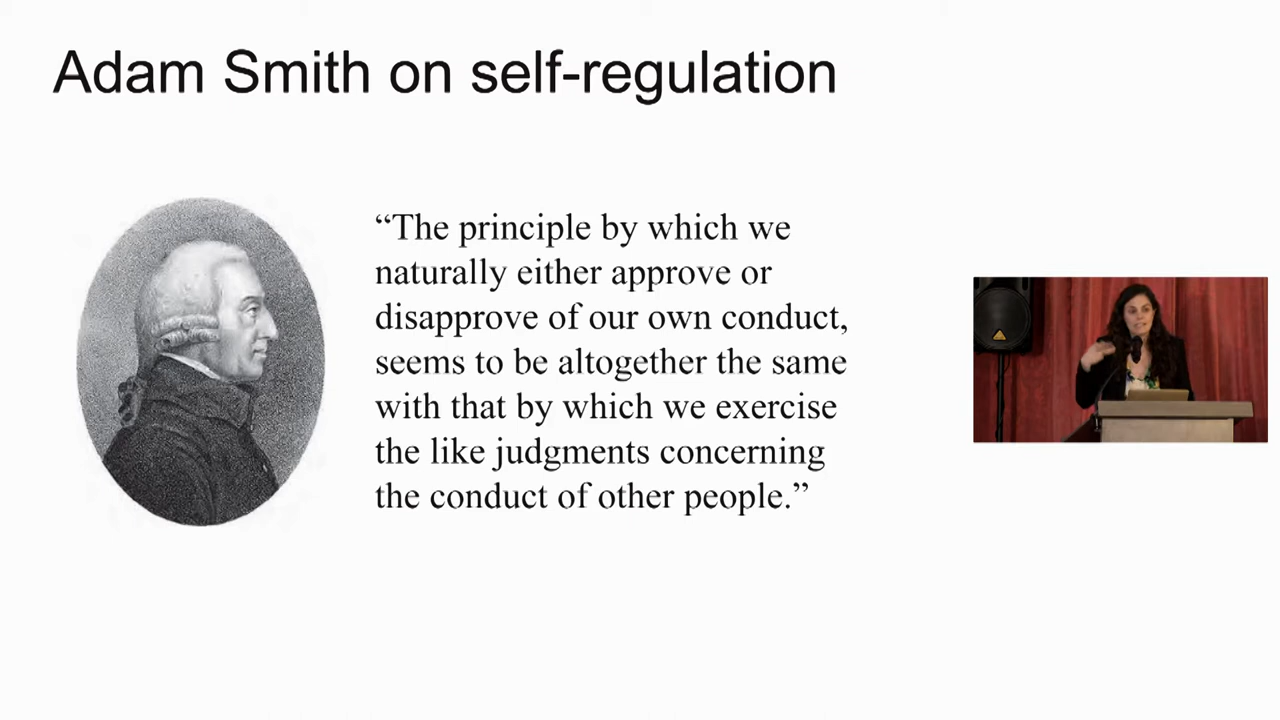 Adam Smith on self-regulation
“The principle by which we
naturally either approve or
disapprove of our own conduct,
seems to be altogether the same
with that by which we exercise
the like judgments concerning
the conduct of other people.”